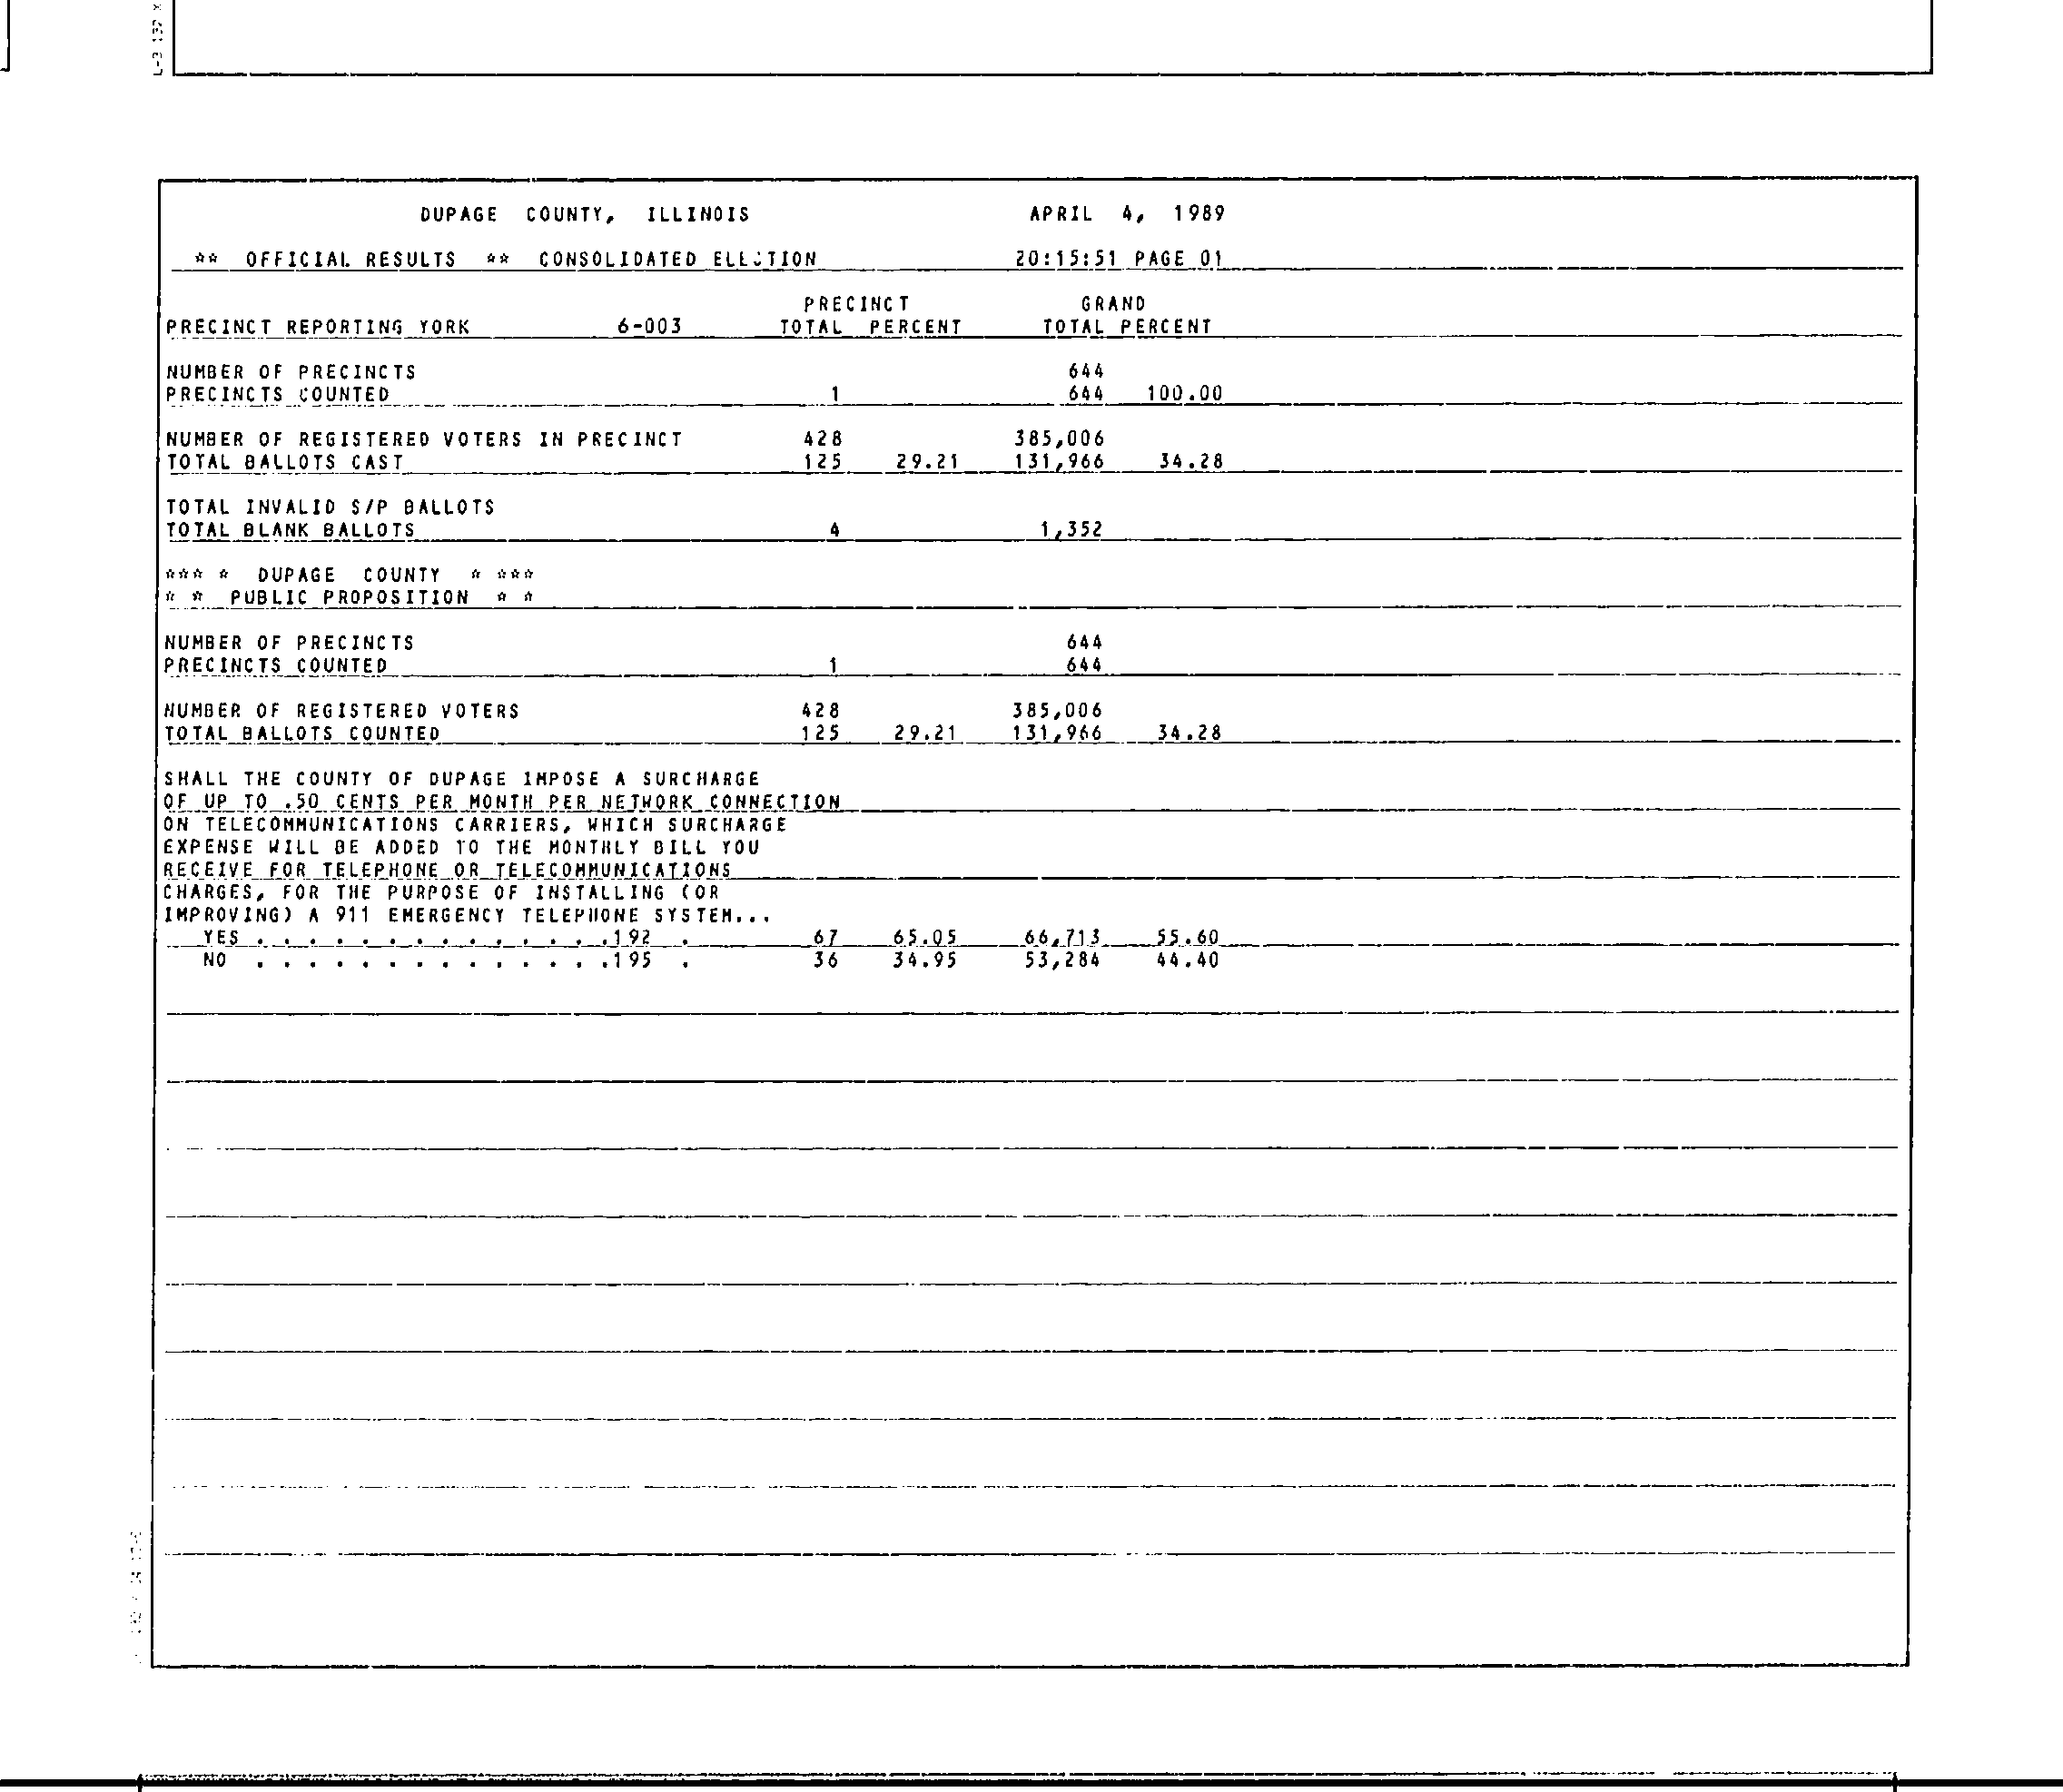 DUPAGE COUNTY, ILLINOIS APRIL 4, 1989
** OFFICIAL RESULTS ** CONSOLIDATED 20:15:51 PAGE 01
PRECINCT GRAND
PRECINCT REPORTING YORK 6-003 TOTAL PERCENT TOTAL PERCENT
NUMBER OF PRECINCTS 644
PRECINCTS COUNTED 1 644 100.00
NUMBER OF REGISTERED VOTERS IN PRECINCT 428 385,006
TOTAL BALLOTS CAST 125 29.21 131,966 34.28
TOTAL INVALID S/P BALLOTS
TOTAL BLANK BALLOTS 4 1,352
*** * DUPAGE COUNTY * ***
* * PUBLIC PROPOSITION * *
NUMBER OF PRECINCTS 644
PRECINCTS COUNTED 1 644
NUMBER OF REGISTERED VOTERS 428 385,006
TOTAL BALLOTS COUNTED 125 29.21 131,966 34.28
SHALL THE COUNTY OF DUPAGE IMPOSE A SURCHARGE
OF UP TO .50 CENTS PER MONTH PER NETWORK CONNECTION
ON TELECOMMUNICATIONS CARRIERS, WHICH SURCHARGE
EXPENSE WILL BE ADDED TO THE MONTHLY BILL YOU
RECEIVE FOR TELEPHONE OR TELECOMMUNICATIONS
CHARGES, FOR THE PURPOSE OF INSTALLING (OR
IMPROVING) A 911 EMERGENCY TELEPHONE SYSTEM...
YES . . . . . . . . . . . . . .192 . 67 65.05 66,713 55.60
NO . . . . . . . . . . . . . .195 . 36 34.95 53,284 44.40